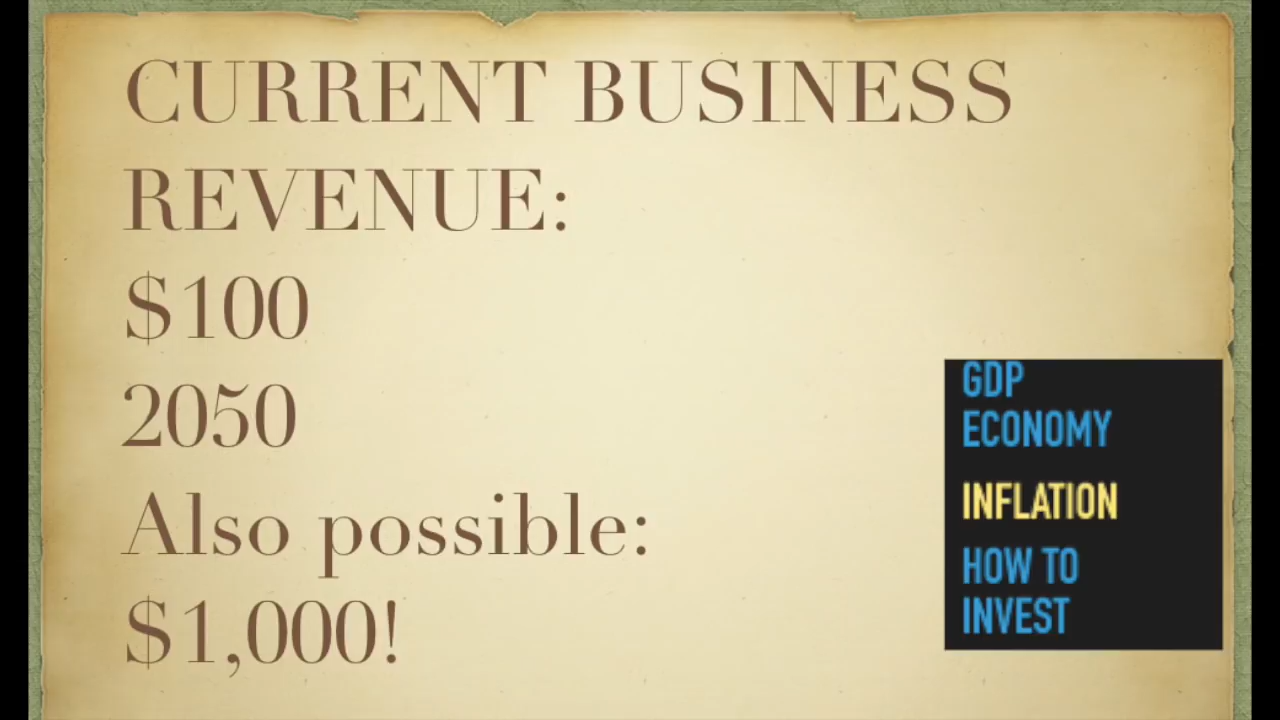 CURRENT BUSINESS
REVENUE:
$100
2050
Also possible:
$1,000!
GDP
ECONOMY
INFLATION
HOW TO
INVEST